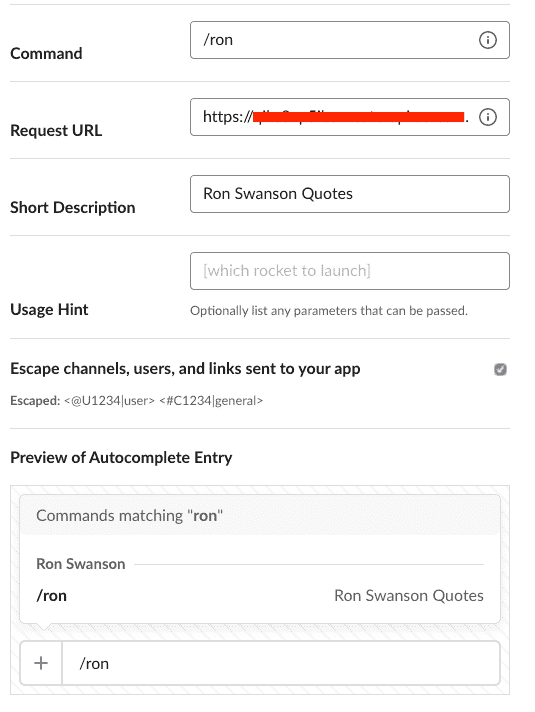 Command
/ron
Request URL
https://
Short Description
Ron Swanson Quotes
[which rocket to launch]
Usage Hint
Optionally list any parameters that can be passed.
Escape channels, users, and links sent to your app
Escaped: <@U1234|user> <#C1234|general>
Preview of Autocomplete Entry
Commands matching "ron"
Ron Swanson
/ron Ron Swanson Quotes
+ /ron